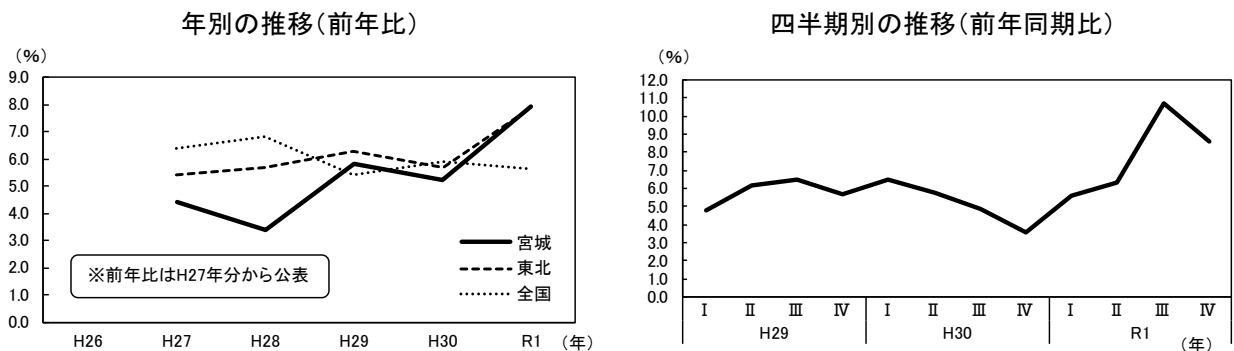 年別の推移（前年比）
（％）
9.0
8.0
7.0
6.0
5.0
4.0
3.0
2.0
1.0
0.0
宮城
東北
全国
※前年比はH27年分から公表
H26 H27 H28 H29 H30 R1 （年）
四半期別の推移（前年同期比）
（％）
12.0
11.0
10.0
9.0
8.0
7.0
6.0
5.0
4.0
3.0
2.0
1.0
0.0
Ⅰ Ⅱ Ⅲ Ⅳ Ⅰ Ⅱ Ⅲ Ⅳ Ⅰ Ⅱ Ⅲ Ⅳ
H29 H30 R1
（年）